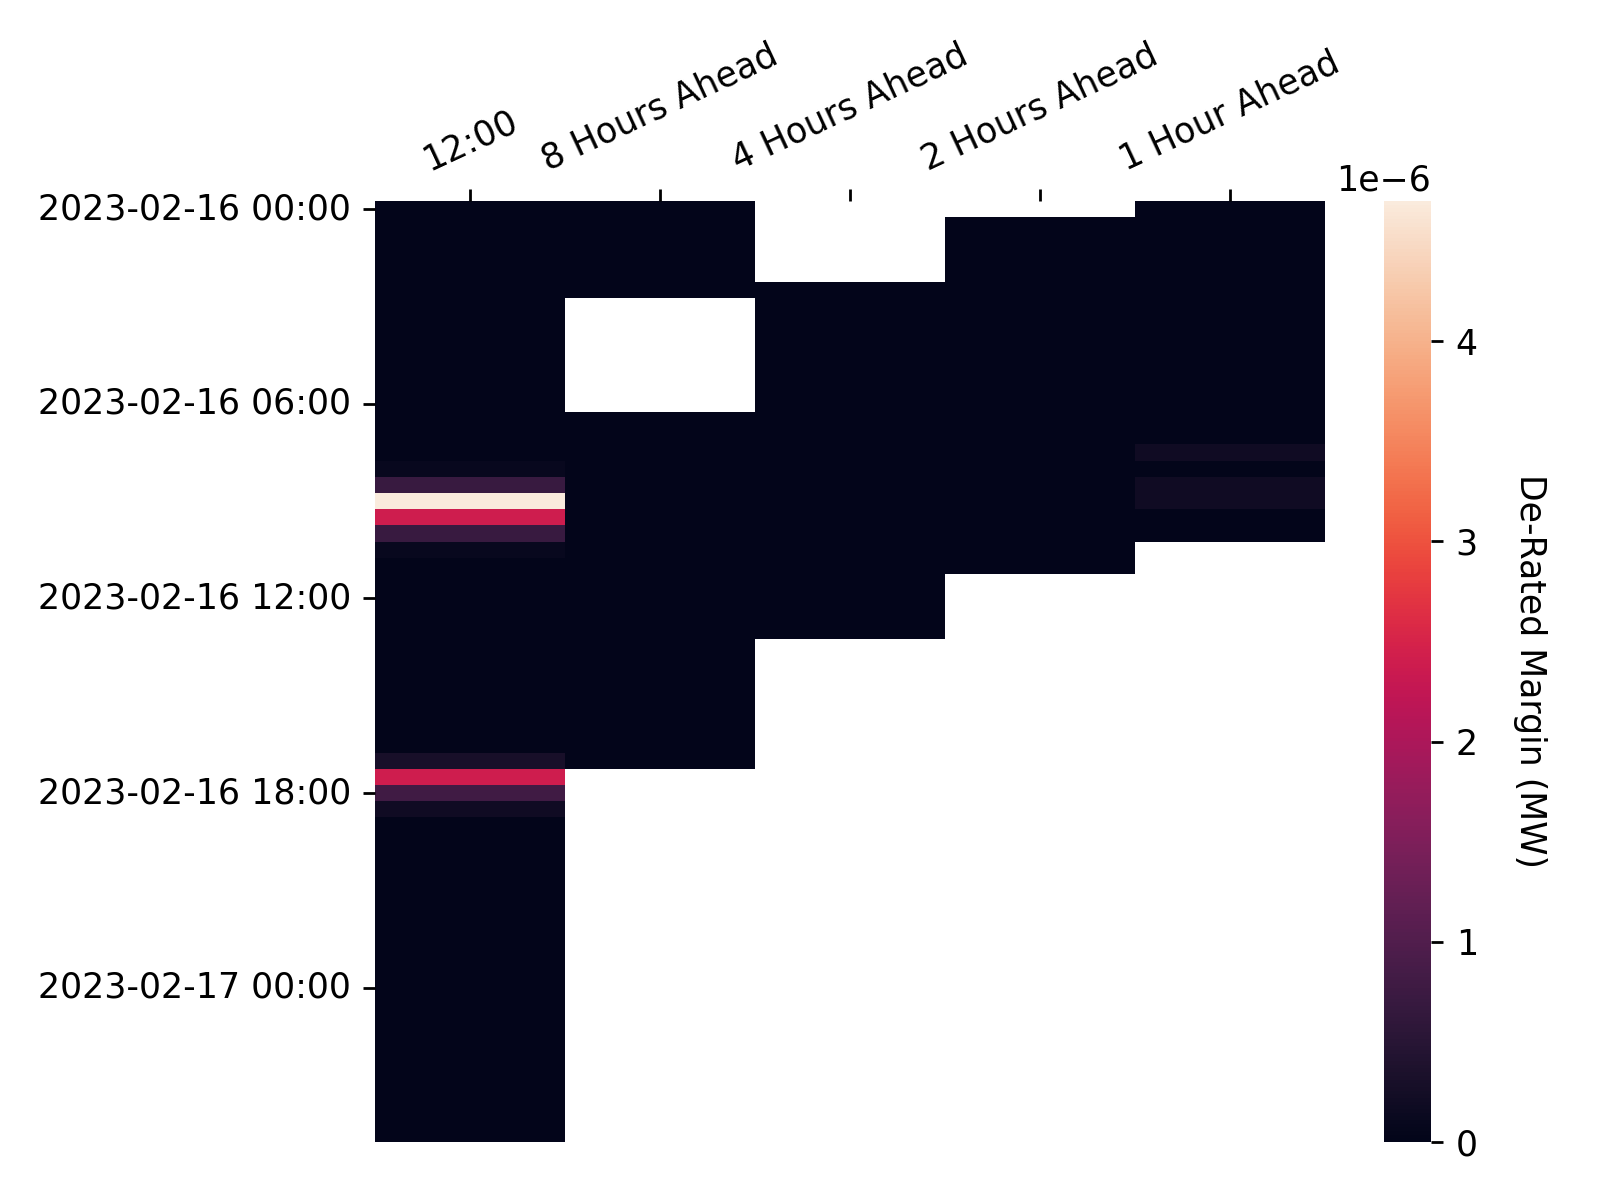 12:00
8 Hours Ahead
4 Hours Ahead
2 Hours Ahead
1 Hour Ahead
1e−6
2023-02-16 00:00
2023-02-16 06:00
2023-02-16 12:00
2023-02-16 18:00
2023-02-17 00:00
4
3
2
1
0
De-Rated Margin (MW)